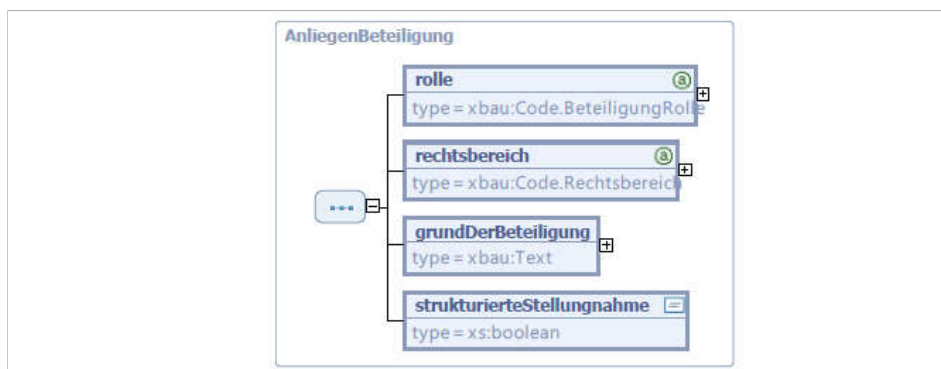 AnliegenBeteiligung
rolle
type = xbau:Code.BeteiligungRolle
rechtsbereich
type = xbau:Code.Rechtsbereich
grundDerBeteiligung
type = xbau:Text
strukturierteStellungnahme
type = xs:boolean